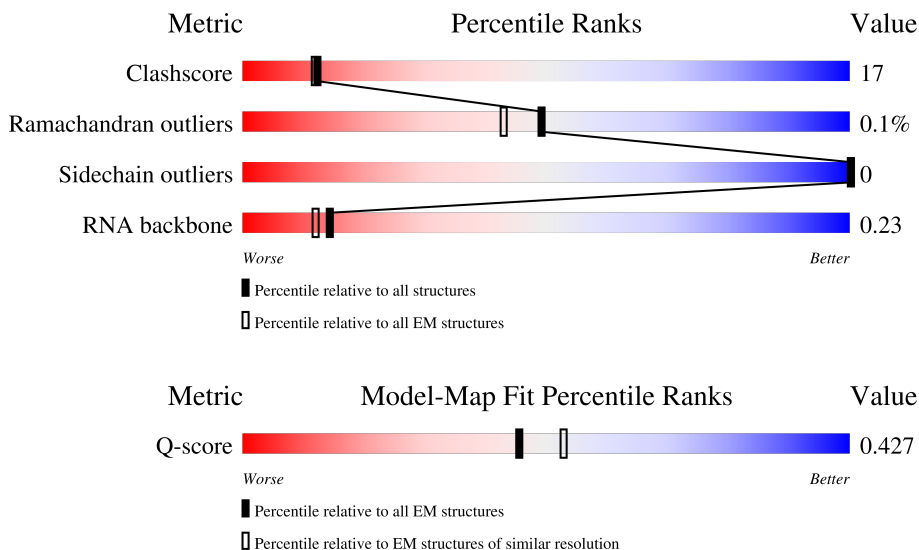 Metric Percentile Ranks Value
Clashscore 17
Ramachandran outliers 0.1%
Sidechain outliers 0
RNA backbone 0.23
Worse Better
Percentile relative to all structures
Percentile relative to all EM structures
Metric Model-Map Fit Percentile Ranks Value
Q-score 0.427
Worse Better
Percentile relative to all EM structures
Percentile relative to EM structures of similar resolution